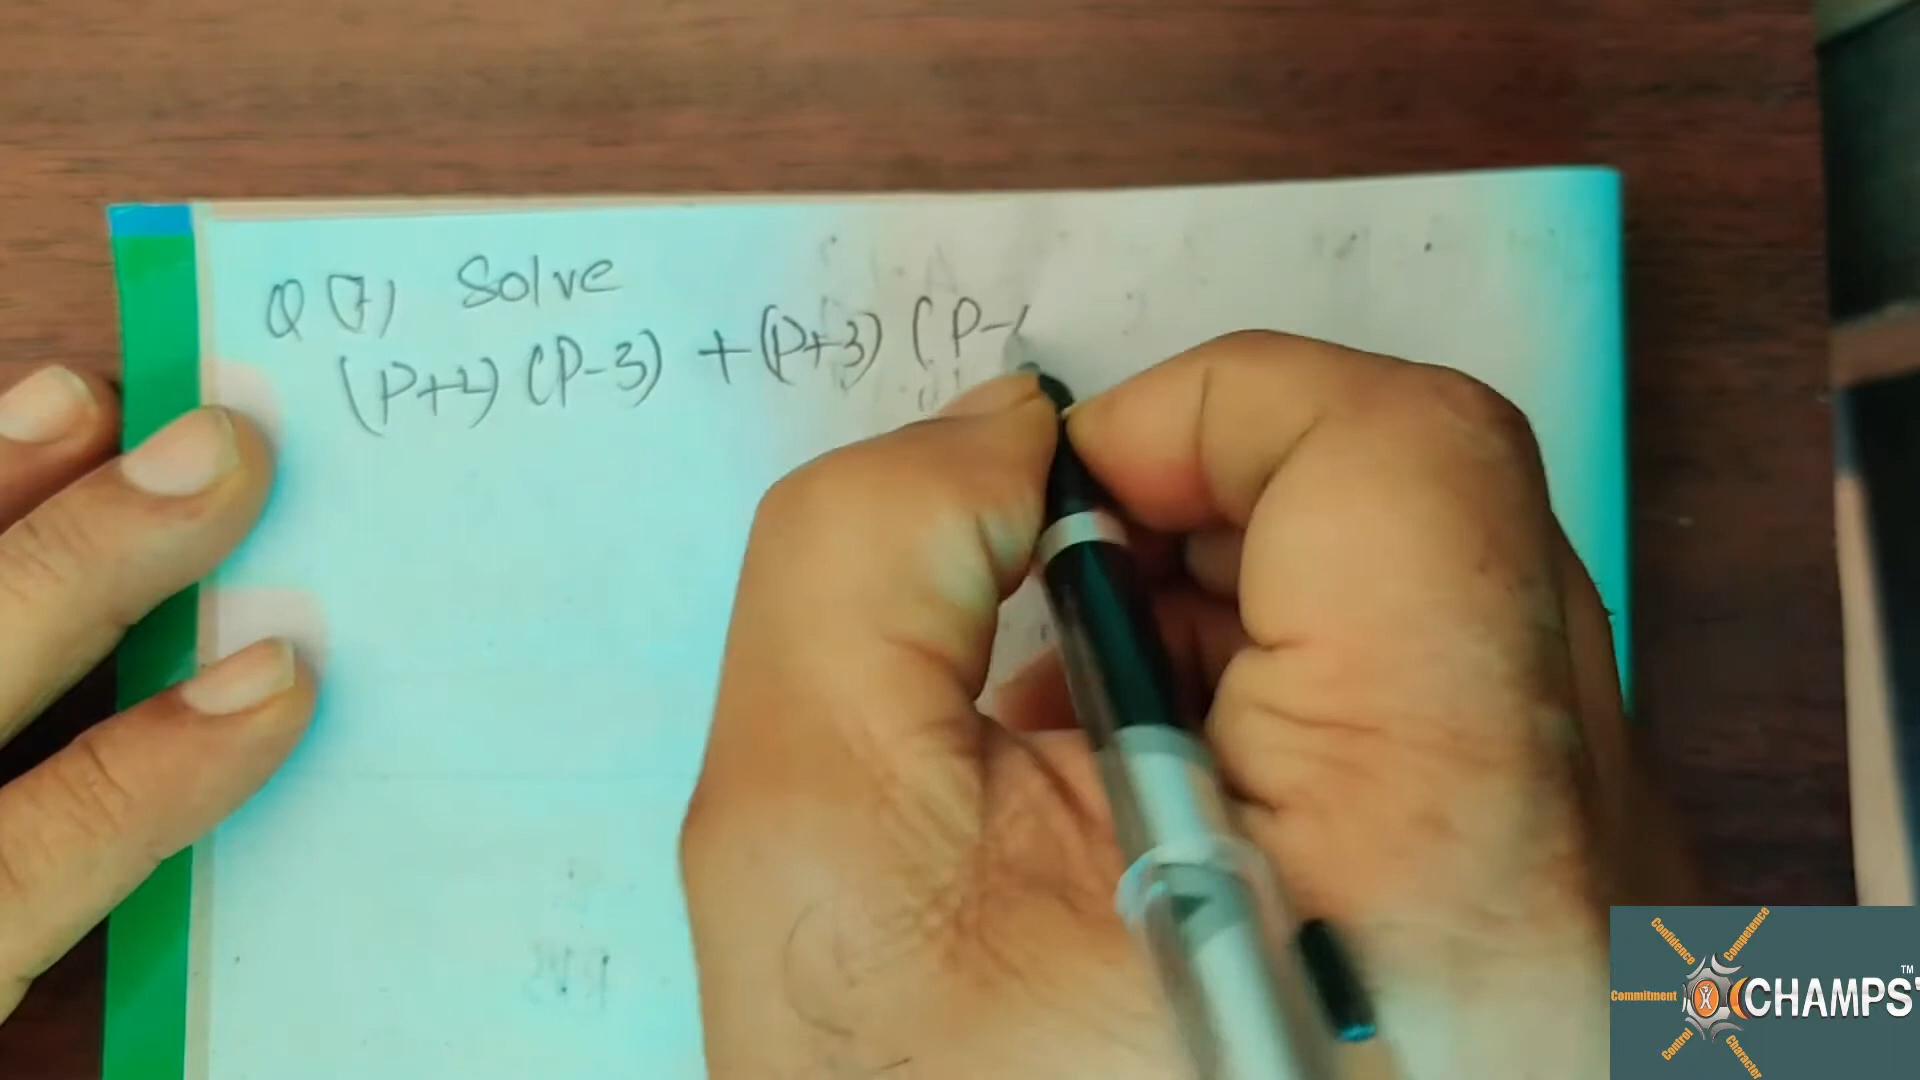 Q (7) Solve
(P+2) (P-3) + (P+3) (P-
Confidence
Competence
Commitment
CHAMPS™
Control
Character